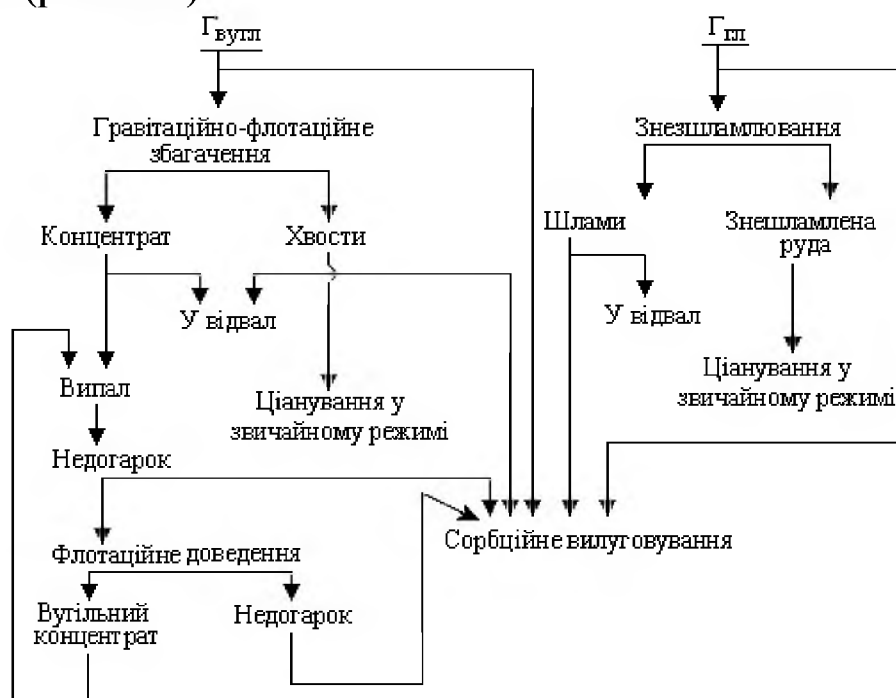 Гвугл
Ггл
Гравітаційно-флотаційне
збагачення
Знезшламлювання
Концентрат
Хвости
Шлами
Знешламлена
руда
У відвал
У відвал
Випал
Ціанування у
звичайному режимі
Ціанування у
звичайному режимі
Недогарок
Сорбційне вилуговування
Флотаційне доведення
Вугільний
концентрат
Недогарок